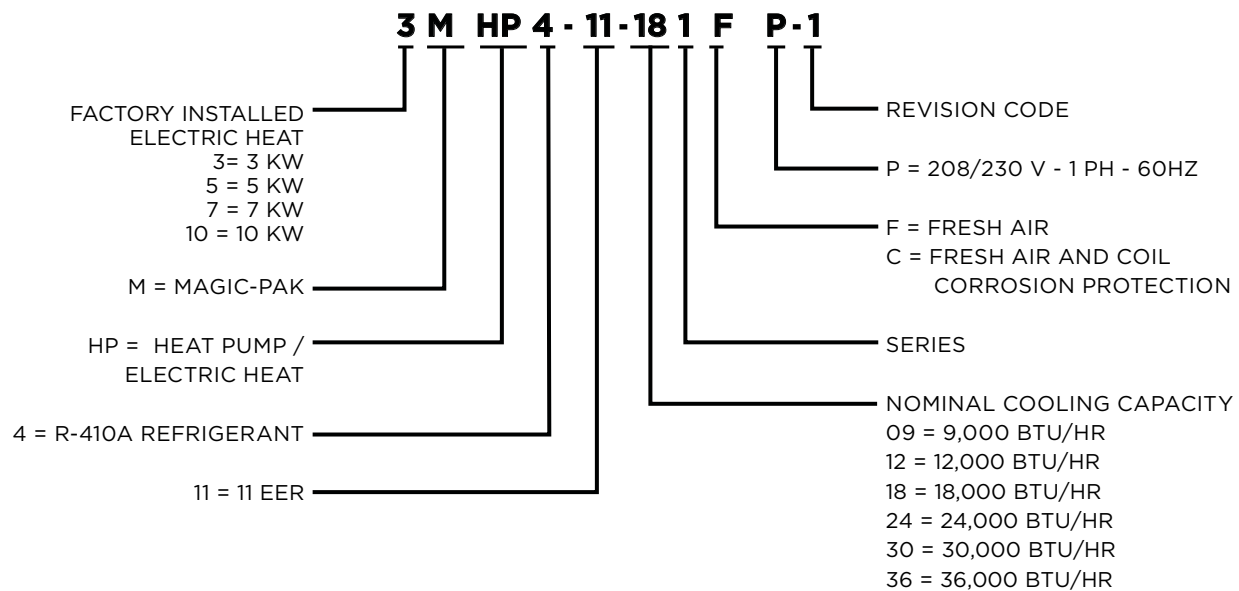 3 M HP 4 - 11 - 18 1 F P - 1
FACTORY INSTALLED
ELECTRIC HEAT
3= 3 KW
5 = 5 KW
7 = 7 KW
10 = 10 KW
M = MAGIC-PAK
HP = HEAT PUMP /
ELECTRIC HEAT
4 = R-410A REFRIGERANT
11 = 11 EER
REVISION CODE
P = 208/230 V - 1 PH - 60HZ
F = FRESH AIR
C = FRESH AIR AND COIL
CORROSION PROTECTION
SERIES
NOMINAL COOLING CAPACITY
09 = 9,000 BTU/HR
12 = 12,000 BTU/HR
18 = 18,000 BTU/HR
24 = 24,000 BTU/HR
30 = 30,000 BTU/HR
36 = 36,000 BTU/HR